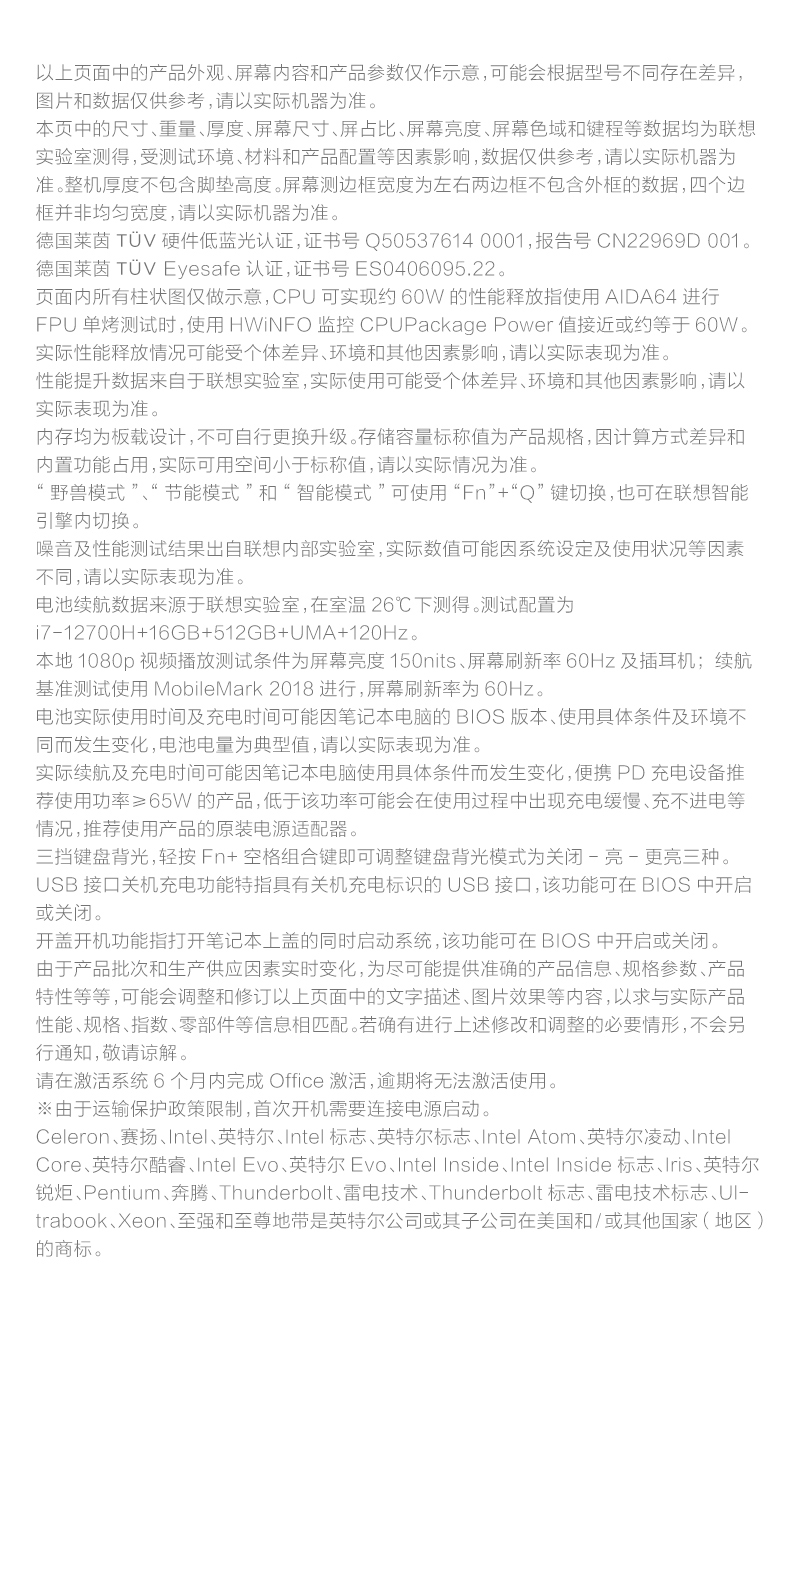 以上页面中的产品外观、屏幕内容和产品参数仅作示意,可能会根据型号不同存在差异,
图片和数据仅供参考,请以实际机器为准。
本页中的尺寸、重量、厚度、屏幕尺寸、屏占比、屏幕亮度、屏幕色域和键程等数据均为联想
实验室测得,受测试环境、材料和产品配置等因素影响,数据仅供参考,请以实际机器为
准。整机厚度不包含脚垫高度。屏幕测边框宽度为左右两边框不包含外框的数据,四个边
框并非均匀宽度,请以实际机器为准。
德国莱茵 TÜV 硬件低蓝光认证,证书号 Q50537614 0001,报告号 CN22969D 001。
德国莱茵 TÜV Eyesafe 认证,证书号 ES0406095.22。
页面内所有柱状图仅做示意,CPU 可实现约 60W 的性能释放指使用 AIDA64 进行
FPU 单烤测试时,使用 HWiNFO 监控 CPUPackage Power 值接近或约等于 60W。
实际性能释放情况可能受个体差异、环境和其他因素影响,请以实际表现为准。
性能提升数据来自于联想实验室,实际使用可能受个体差异、环境和其他因素影响,请以
实际表现为准。
内存均为板载设计,不可自行更换升级。存储容量标称值为产品规格,因计算方式差异和
内置功能占用,实际可用空间小于标称值,请以实际情况为准。
“ 野兽模式 ”、“ 节能模式 ” 和 “ 智能模式 ” 可使用 “Fn”+“Q” 键切换,也可在联想智能
引擎内切换。
噪音及性能测试结果出自联想内部实验室,实际数值可能因系统设定及使用状况等因素
不同,请以实际表现为准。
电池续航数据来源于联想实验室,在室温 26℃下测得。测试配置为
i7-12700H+16GB+512GB+UMA+120Hz。
本地 1080p 视频播放测试条件为屏幕亮度 150nits、屏幕刷新率 60Hz 及插耳机; 续航
基准测试使用 MobileMark 2018 进行,屏幕刷新率为 60Hz。
电池实际使用时间及充电时间可能因笔记本电脑的 BIOS 版本、使用具体条件及环境不
同而发生变化,电池电量为典型值,请以实际表现为准。
实际续航及充电时间可能因笔记本电脑使用具体条件而发生变化,便携 PD 充电设备推
荐使用功率≥65W 的产品,低于该功率可能会在使用过程中出现充电缓慢、充不进电等
情况,推荐使用产品的原装电源适配器。
三挡键盘背光,轻按 Fn+ 空格组合键即可调整键盘背光模式为关闭 - 亮 - 更亮三种。
USB 接口关机充电功能特指具有关机充电标识的 USB 接口,该功能可在 BIOS 中开启
或关闭。
开盖开机功能指打开笔记本上盖的同时启动系统,该功能可在 BIOS 中开启或关闭。
由于产品批次和生产供应因素实时变化,为尽可能提供准确的产品信息、规格参数、产品
特性等等,可能会调整和修订以上页面中的文字描述、图片效果等内容,以求与实际产品
性能、规格、指数、零部件等信息相匹配。若确有进行上述修改和调整的必要情形,不会另
行通知,敬请谅解。
请在激活系统 6 个月内完成 Office 激活,逾期将无法激活使用。
※由于运输保护政策限制,首次开机需要连接电源启动。
Celeron、赛扬、Intel、英特尔、Intel 标志、英特尔标志、Intel Atom、英特尔凌动、Intel
Core、英特尔酷睿、Intel Evo、英特尔 Evo、Intel Inside、Intel Inside 标志、Iris、英特尔
锐炬、Pentium、奔腾、Thunderbolt、雷电技术、Thunderbolt 标志、雷电技术标志、Ul-
trabook、Xeon、至强和至尊地带是英特尔公司或其子公司在美国和/或其他国家（地区）
的商标。